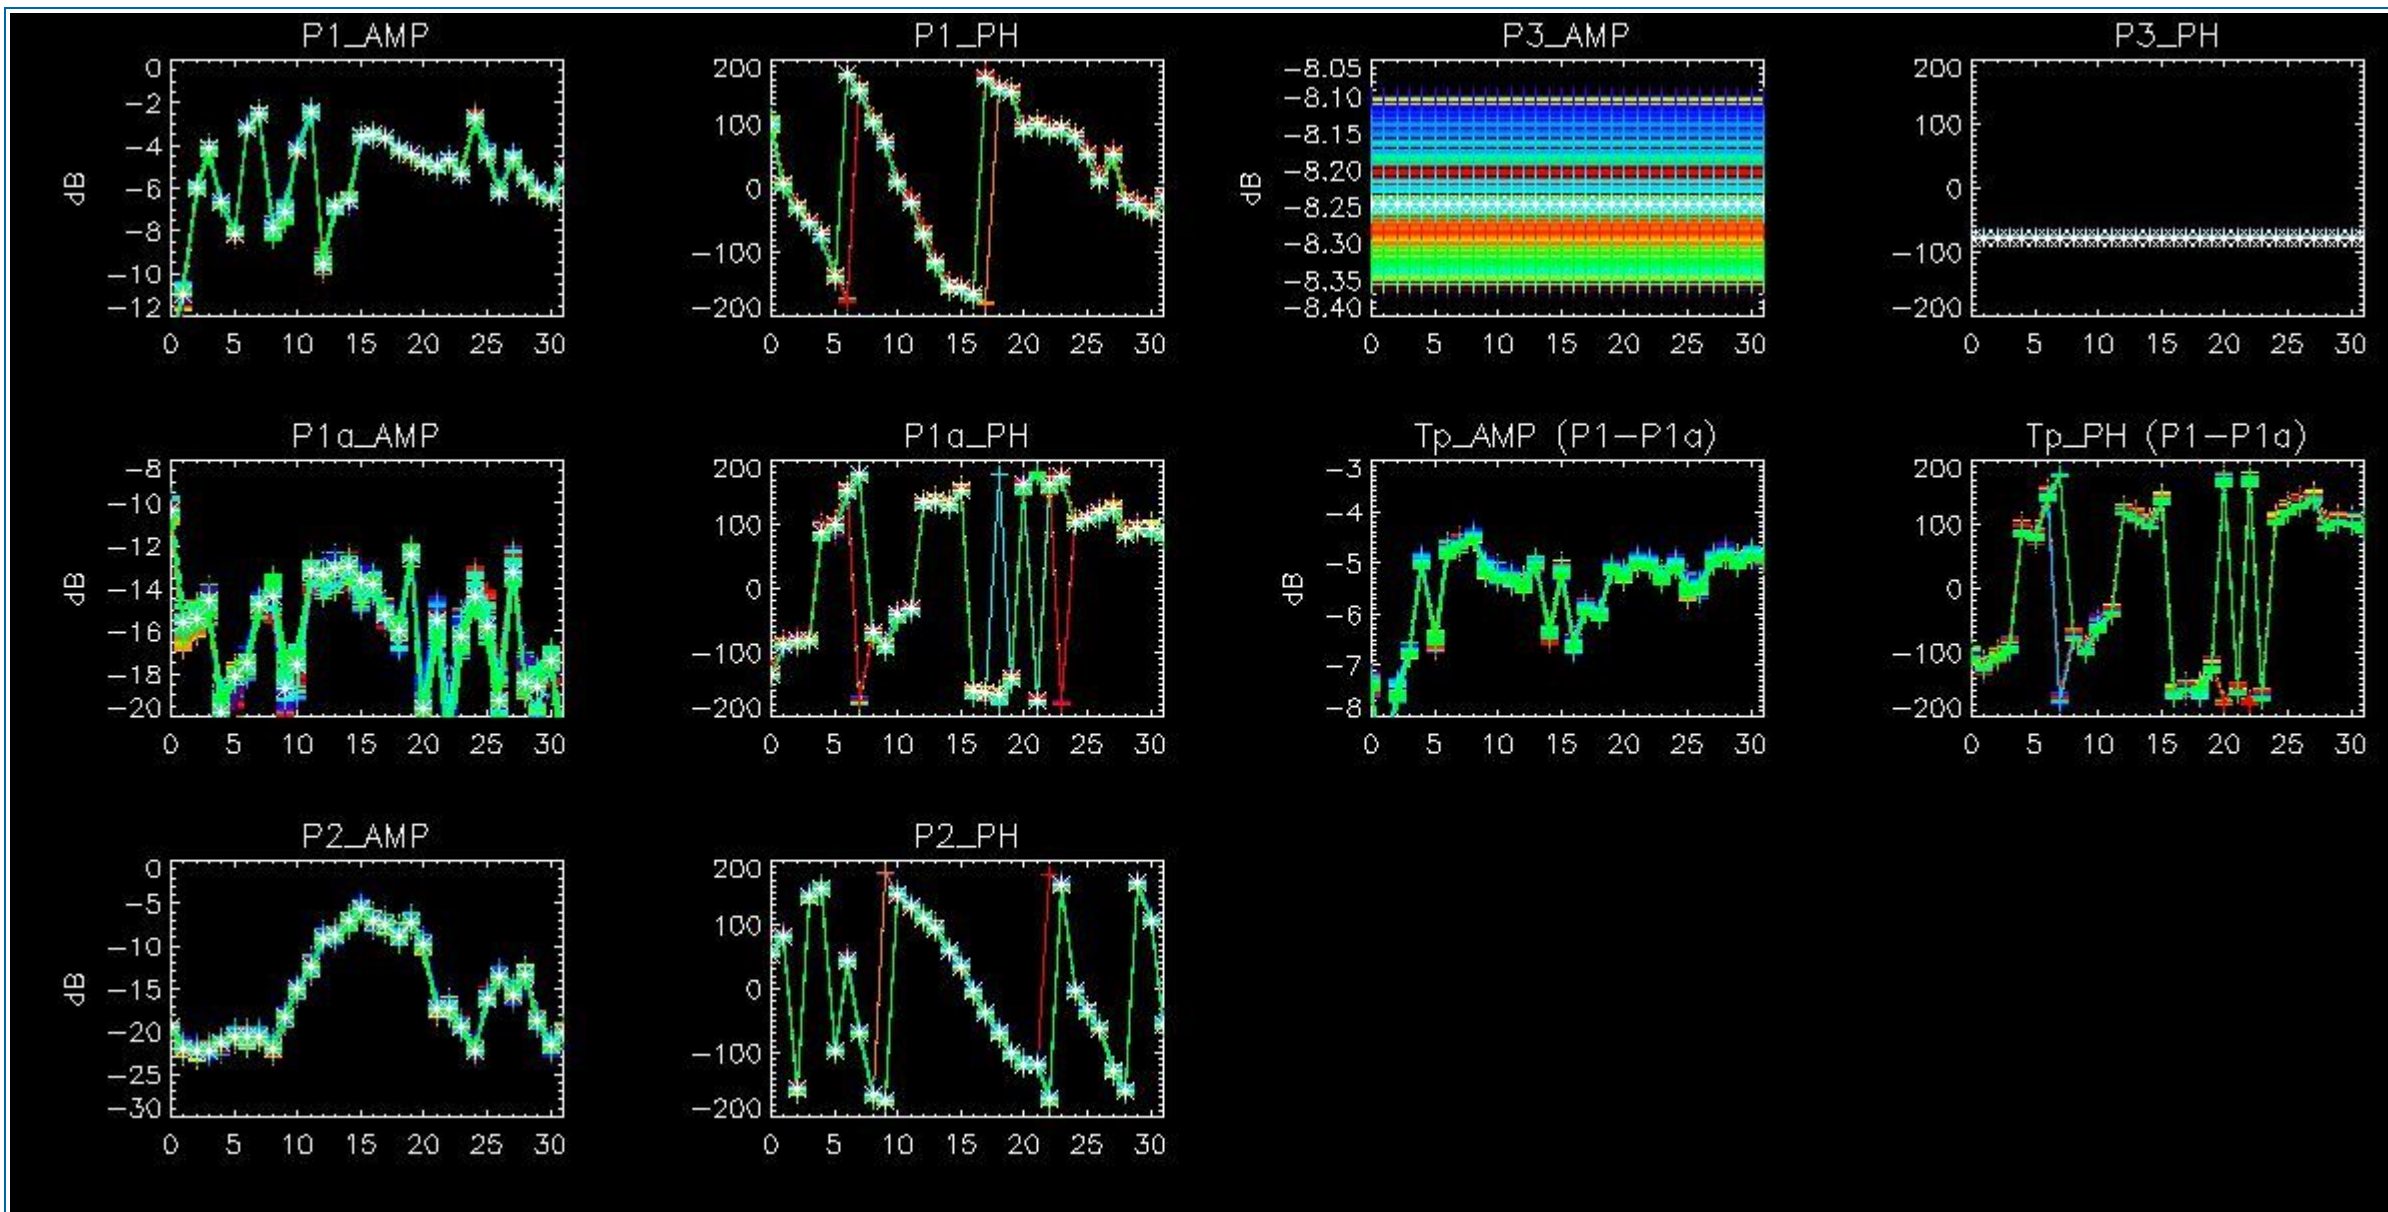 P1_AMP
P1_PH
P3_AMP
P3_PH
0
−2
−4
−6
−8
−10
−12
dB
0 5 10 15 20 25 30
200
100
0
−100
−200
0 5 10 15 20 25 30
−8.05
−8.10
−8.15
−8.20
−8.25
−8.30
−8.35
−8.40
dB
0 5 10 15 20 25 30
200
100
0
−100
−200
0 5 10 15 20 25 30
P1a_AMP
P1a_PH
Tp_AMP (P1−P1a)
Tp_PH (P1−P1a)
−8
−10
−12
−14
−16
−18
−20
dB
0 5 10 15 20 25 30
200
100
0
−100
−200
0 5 10 15 20 25 30
−3
−4
−5
−6
−7
−8
dB
0 5 10 15 20 25 30
200
100
0
−100
−200
0 5 10 15 20 25 30
P2_AMP
P2_PH
0
−5
−10
−15
−20
−25
−30
dB
0 5 10 15 20 25 30
200
100
0
−100
−200
0 5 10 15 20 25 30